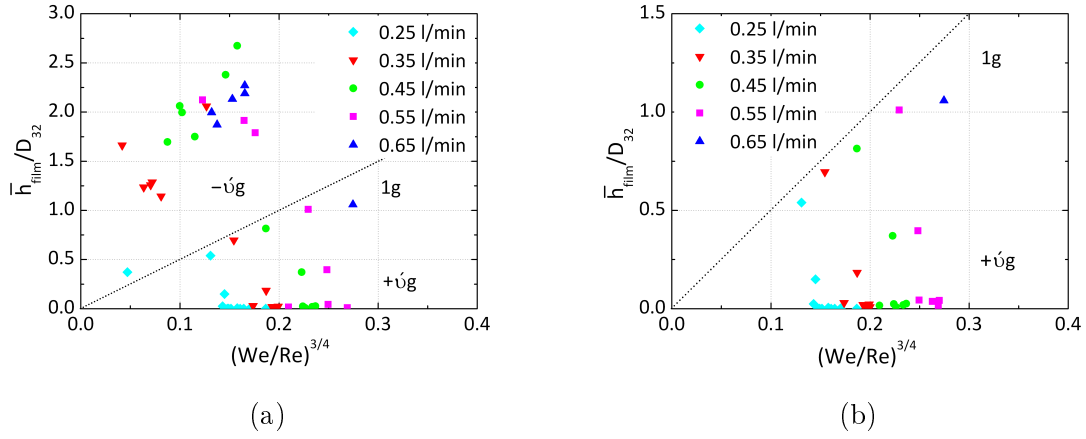 3.0
2.5
2.0
1.5
1.0
0.5
0.0
h̅film/D32
0.25 l/min
0.35 l/min
0.45 l/min
0.55 l/min
0.65 l/min
−ύg
1g
+ύg
0.0 0.1 0.2 0.3 0.4
(We/Re)^3/4
(a)
1.5
1.0
0.5
0.0
h̅film/D32
0.25 l/min
0.35 l/min
0.45 l/min
0.55 l/min
0.65 l/min
1g
+ύg
0.0 0.1 0.2 0.3 0.4
(We/Re)^3/4
(b)